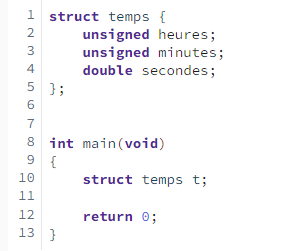 1 struct temps {
2     unsigned heures;
3     unsigned minutes;
4     double secondes;
5 };
6
7
8 int main(void)
9 {
10     struct temps t;
11
12     return 0;
13 }